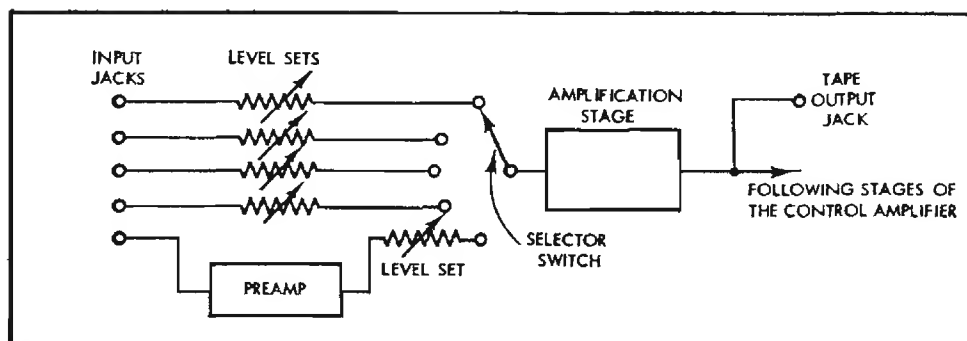 INPUT
JACKS
LEVEL SETS
AMPLIFICATION
STAGE
TAPE
OUTPUT
JACK
FOLLOWING STAGES OF
THE CONTROL AMPLIFIER
SELECTOR
SWITCH
LEVEL SET
PREAMP